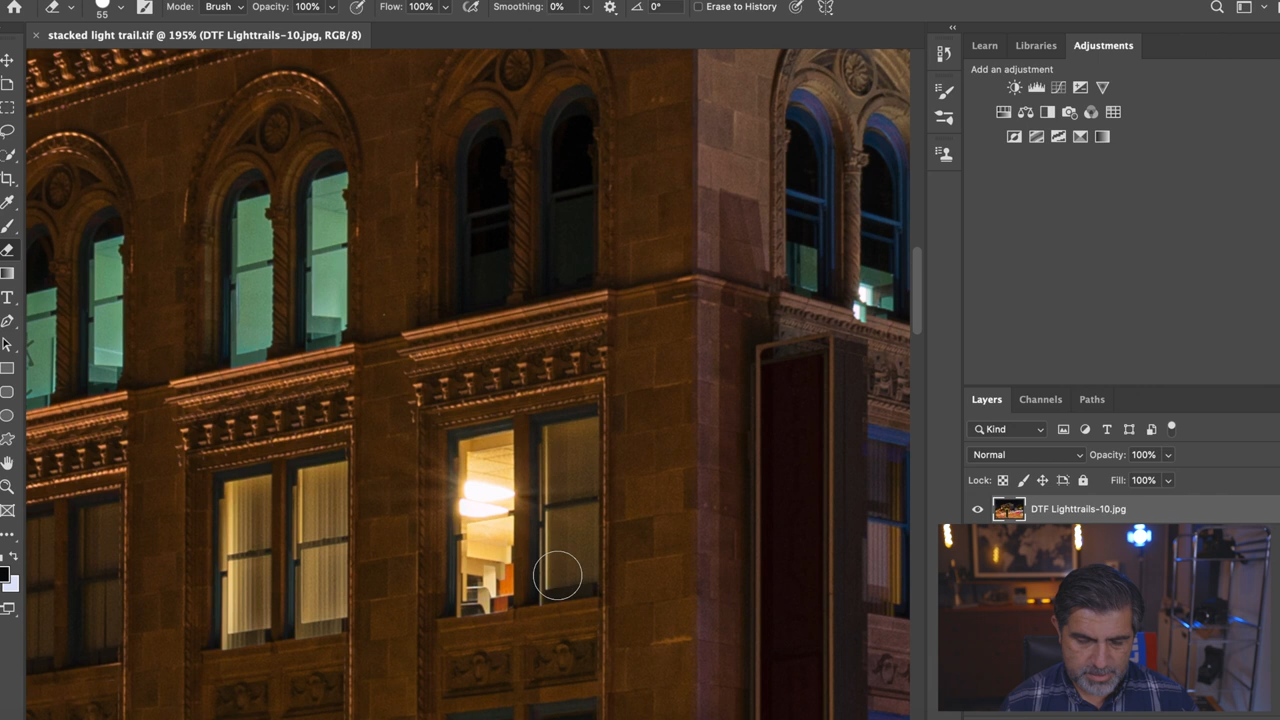 55
Mode: Brush Opacity: 100% Flow: 100% Smoothing: 0% 0° Erase to History
× stacked light trail.tif @ 195% (DTF Lighttrails-10.jpg, RGB/8)
Learn Libraries Adjustments
Add an adjustment
Layers Channels Paths
Kind
Normal Opacity: 100%
Lock: Fill: 100%
DTF Lighttrails-10.jpg